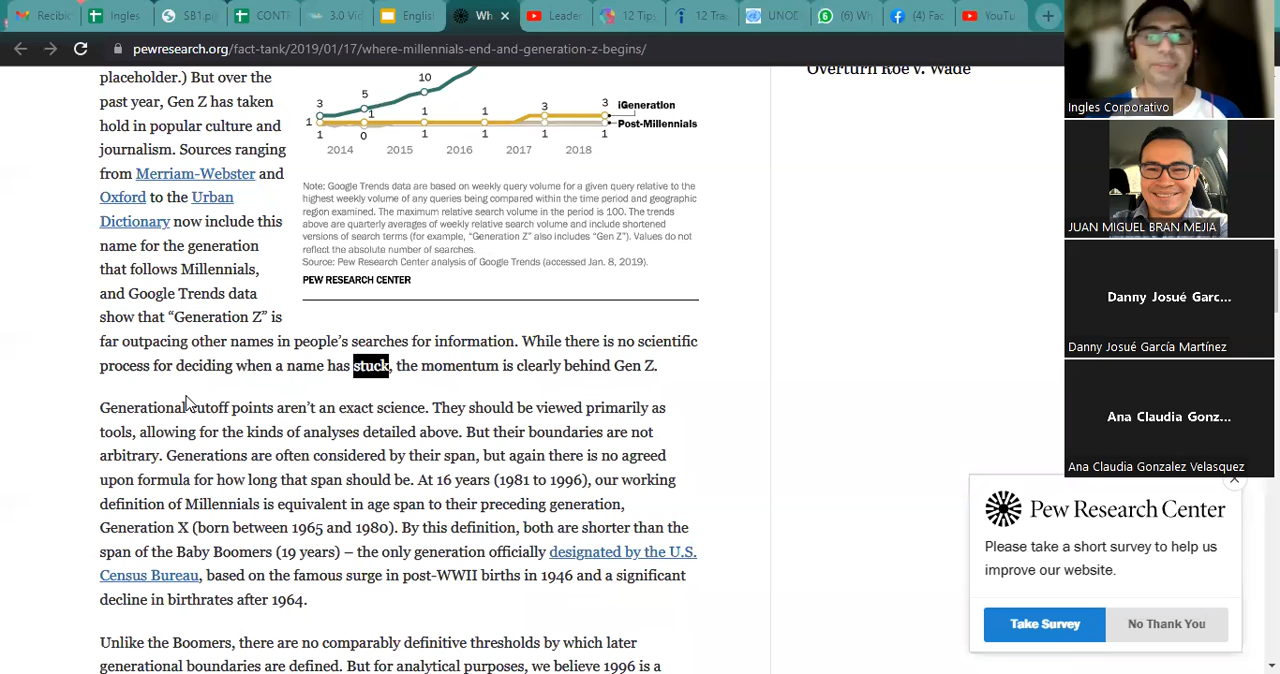 Recibic
Ingles
SB1.p
CONT
3.0 Vid
English
Wh
Leader
12 Tip
12 Tra
UNOD
(6) W
(4) Fac
YouTu
pewresearch.org/fact-tank/2019/01/17/where-millennials-end-and-generation-z-begins/
placeholder.) But over the
past year, Gen Z has taken
hold in popular culture and
journalism. Sources ranging
from Merriam-Webster and
Oxford to the Urban
Dictionary now include this
name for the generation
that follows Millennials,
and Google Trends data
show that “Generation Z” is
far outpacing other names in people’s searches for information. While there is no scientific
process for deciding when a name has stuck, the momentum is clearly behind Gen Z.
10
3 5 1 1 1 3 3 iGeneration
1 Post-Millennials
1 0 1 1 1 1
2014 2015 2016 2017 2018
Note: Google Trends data are based on weekly query volume for a given query relative to the
highest weekly volume of any queries being compared within the time period and geographic
region examined. The maximum relative search volume in the period is 100. The trends
above are quarterly averages of weekly relative search volume and include shortened
versions of search terms (for example, “Generation Z” also includes “Gen Z”). Values do not
reflect the absolute number of searches.
Source: Pew Research Center analysis of Google Trends (accessed Jan. 8, 2019).
PEW RESEARCH CENTER
Generational cutoff points aren’t an exact science. They should be viewed primarily as
tools, allowing for the kinds of analyses detailed above. But their boundaries are not
arbitrary. Generations are often considered by their span, but again there is no agreed
upon formula for how long that span should be. At 16 years (1981 to 1996), our working
definition of Millennials is equivalent in age span to their preceding generation,
Generation X (born between 1965 and 1980). By this definition, both are shorter than the
span of the Baby Boomers (19 years) – the only generation officially designated by the U.S.
Census Bureau, based on the famous surge in post-WWII births in 1946 and a significant
decline in birthrates after 1964.
Unlike the Boomers, there are no comparably definitive thresholds by which later
generational boundaries are defined. But for analytical purposes, we believe 1996 is a
Overturn Roe v. Wade
Ingles Corporativo
JUAN MIGUEL BRAN MEJIA
Danny Josué Garc...
Danny Josué García Martínez
Ana Claudia Gonz...
Ana Claudia Gonzalez Velasquez
Pew Research Center
Please take a short survey to help us
improve our website.
Take Survey
No Thank You